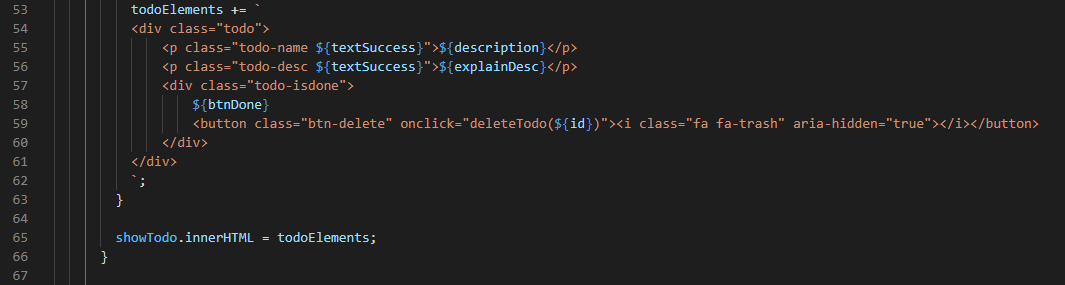 53 todoElements += `
54 <div class="todo">
55 <p class="todo-name ${textSuccess}">${description}</p>
56 <p class="todo-desc ${textSuccess}">${explainDesc}</p>
57 <div class="todo-isdone">
58 ${btnDone}
59 <button class="btn-delete" onclick="deleteTodo(${id})"><i class="fa fa-trash" aria-hidden="true"></i></button>
60 </div>
61 </div>
62 `;
63 }
64
65 showTodo.innerHTML = todoElements;
66 }
67